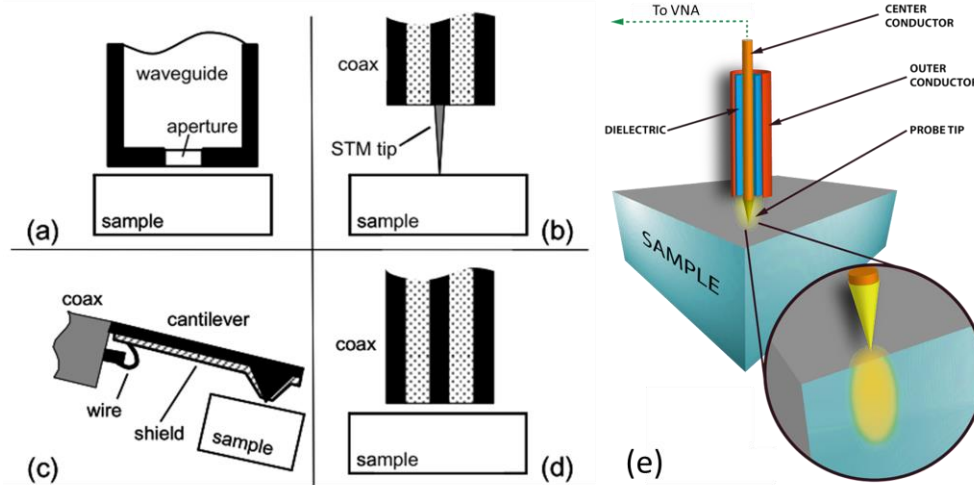 waveguide
aperture
sample
(a)
coax
STM tip
sample
(b)
coax
cantilever
wire
shield
sample
(c)
coax
sample
(d)
To VNA
CENTER
CONDUCTOR
OUTER
CONDUCTOR
DIELECTRIC
PROBE TIP
SAMPLE
(e)